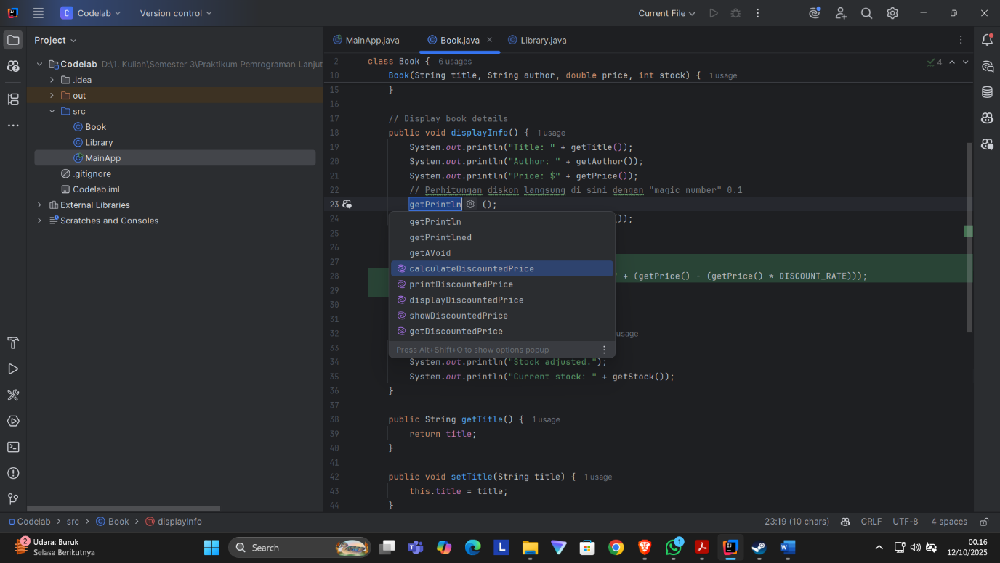 Codelab
Version control
Current File
Project
MainApp.java
Book.java
Library.java
Codelab D:\1. Kuliah\Semester 3\Praktikum Pemrograman Lanjut
.idea
out
src
Book
Library
MainApp
.gitignore
Codelab.iml
External Libraries
Scratches and Consoles
4
2 class Book { 6 usages
10 Book(String title, String author, double price, int stock) { 1 usage
15 }
16
17 // Display book details
18 public void displayInfo() { 1 usage
19 System.out.println("Title: " + getTitle());
20 System.out.println("Author: " + getAuthor());
21 System.out.println("Price: $" + getPrice());
22 // Perhitungan diskon langsung di sini dengan "magic number" 0.1
23 getPrintln ();
24 ());
25
26
27
28 " + (getPrice() - (getPrice() * DISCOUNT_RATE)));
29
30
31
32 usage
33
34 System.out.println("Stock adjusted.");
35 System.out.println("Current stock: " + getStock());
36 }
37
38 public String getTitle() { 1 usage
39 return title;
40 }
41
42 public void setTitle(String title) { 1 usage
43 this.title = title;
44 }
getPrintln
getPrintlned
getAVoid
calculateDiscountedPrice
printDiscountedPrice
displayDiscountedPrice
showDiscountedPrice
getDiscountedPrice
Press Alt+Shift+O to show options popup
Codelab > src > Book > displayInfo
23:19 (10 chars)
CRLF
UTF-8
4 spaces
2
Udara: Buruk
Selasa Berikutnya
Search
L
1
00.16
12/10/2025